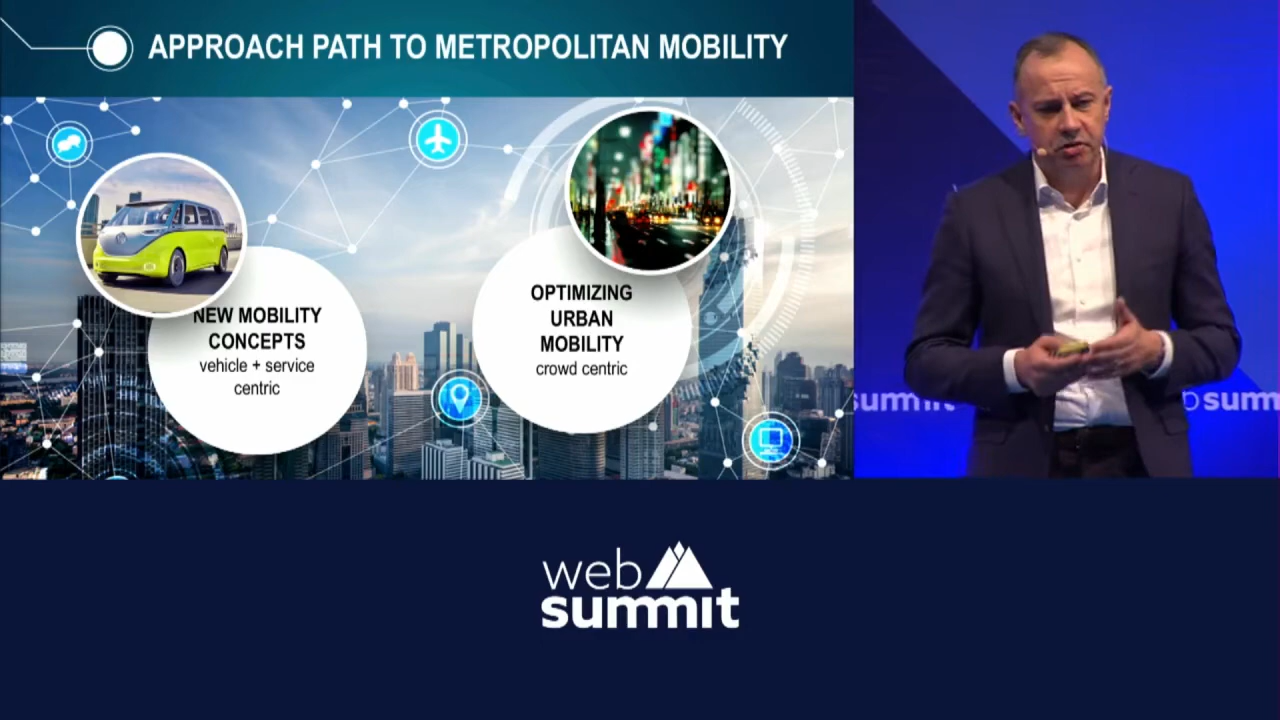 APPROACH PATH TO METROPOLITAN MOBILITY
NEW MOBILITY
CONCEPTS
vehicle + service
centric
OPTIMIZING
URBAN
MOBILITY
crowd centric
summit
summ
web
summit